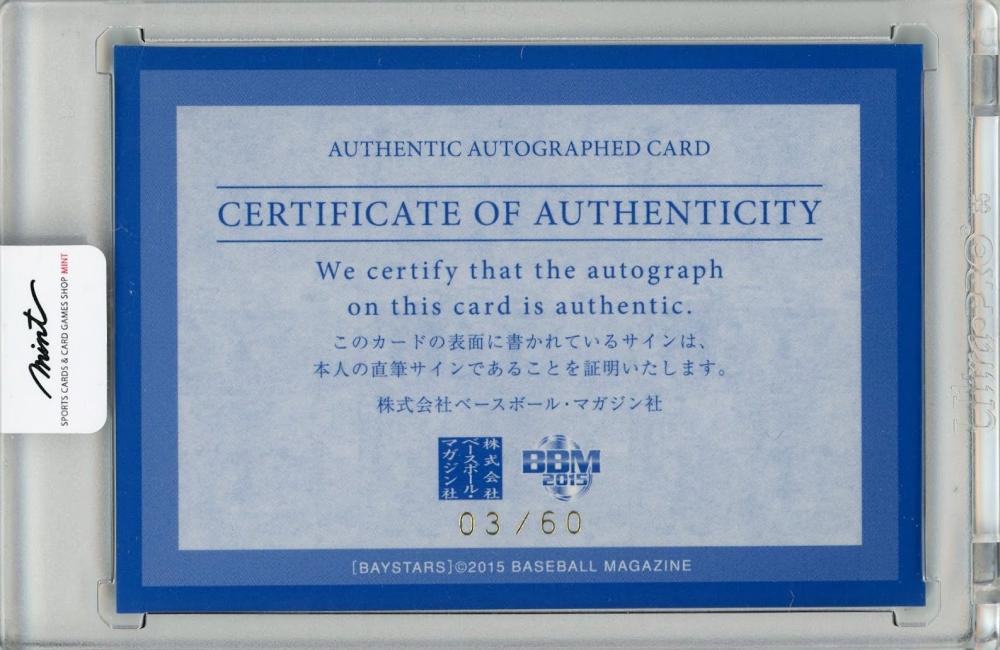 AUTHENTIC AUTOGRAPHED CARD
CERTIFICATE OF AUTHENTICITY
We certify that the autograph
on this card is authentic.
このカードの表面に書かれているサインは、
本人の直筆サインであることを証明いたします。
株式会社ベースボール・マガジン社
株式会社
ベースボール・
マガジン社
BBM
2015
03/60
[BAYSTARS]©2015 BASEBALL MAGAZINE
mint
SPORTS CARDS & CARD GAMES SHOP MINT
UltraPRO